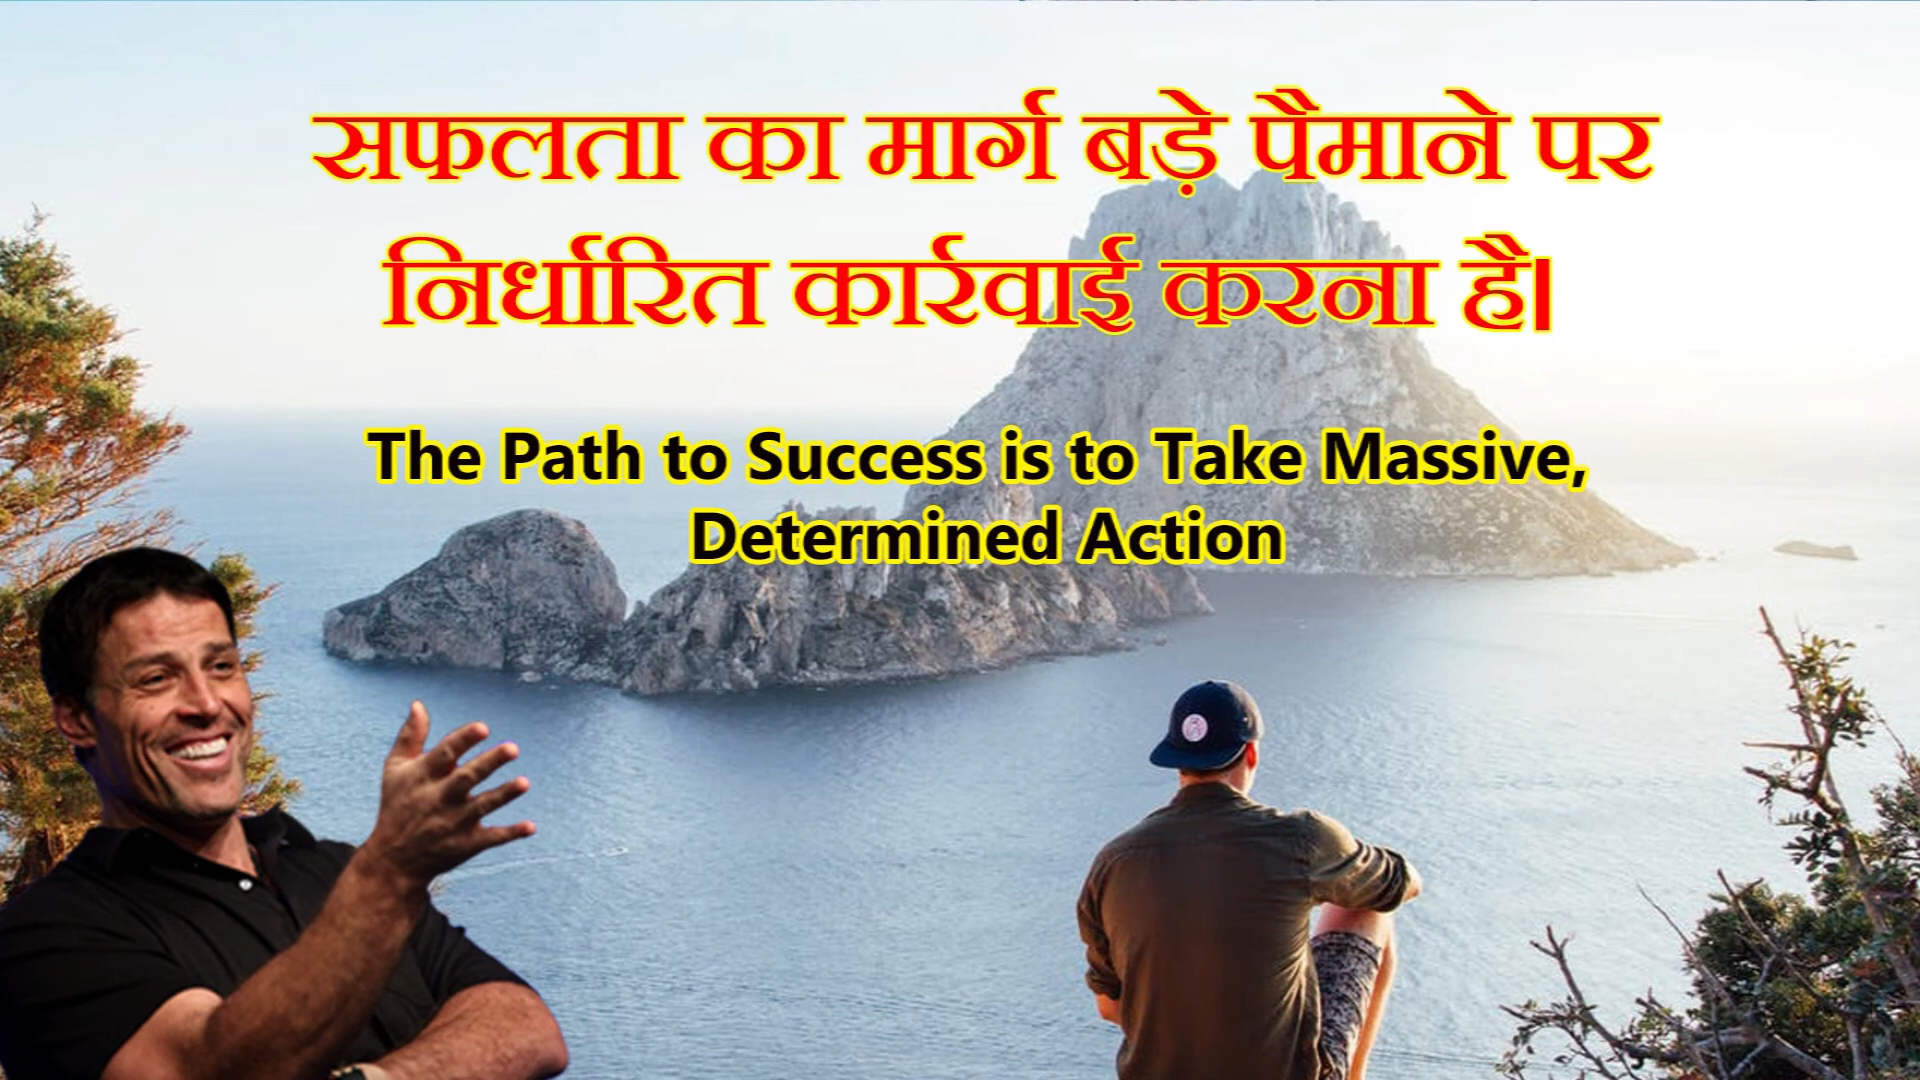 सफलता का मार्ग बड़े पैमाने पर
निर्धारित कार्रवाई करना है।
The Path to Success is to Take Massive,
Determined Action